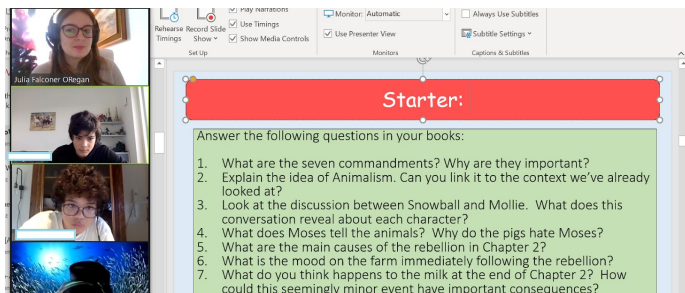 Play Narrations
Monitor: Automatic
Always Use Subtitles
Rehearse Record Slide
Timings Show
Use Timings
Show Media Controls
Use Presenter View
Subtitle Settings
Set Up
Monitors
Captions & Subtitles
Julia Falconer ORegan
Starter:
Answer the following questions in your books:
1. What are the seven commandments? Why are they important?
2. Explain the idea of Animalism. Can you link it to the context we've already
looked at?
3. Look at the discussion between Snowball and Mollie. What does this
conversation reveal about each character?
4. What does Moses tell the animals? Why do the pigs hate Moses?
5. What are the main causes of the rebellion in Chapter 2?
6. What is the mood on the farm immediately following the rebellion?
7. What do you think happens to the milk at the end of Chapter 2? How
could this seemingly minor event have important consequences?